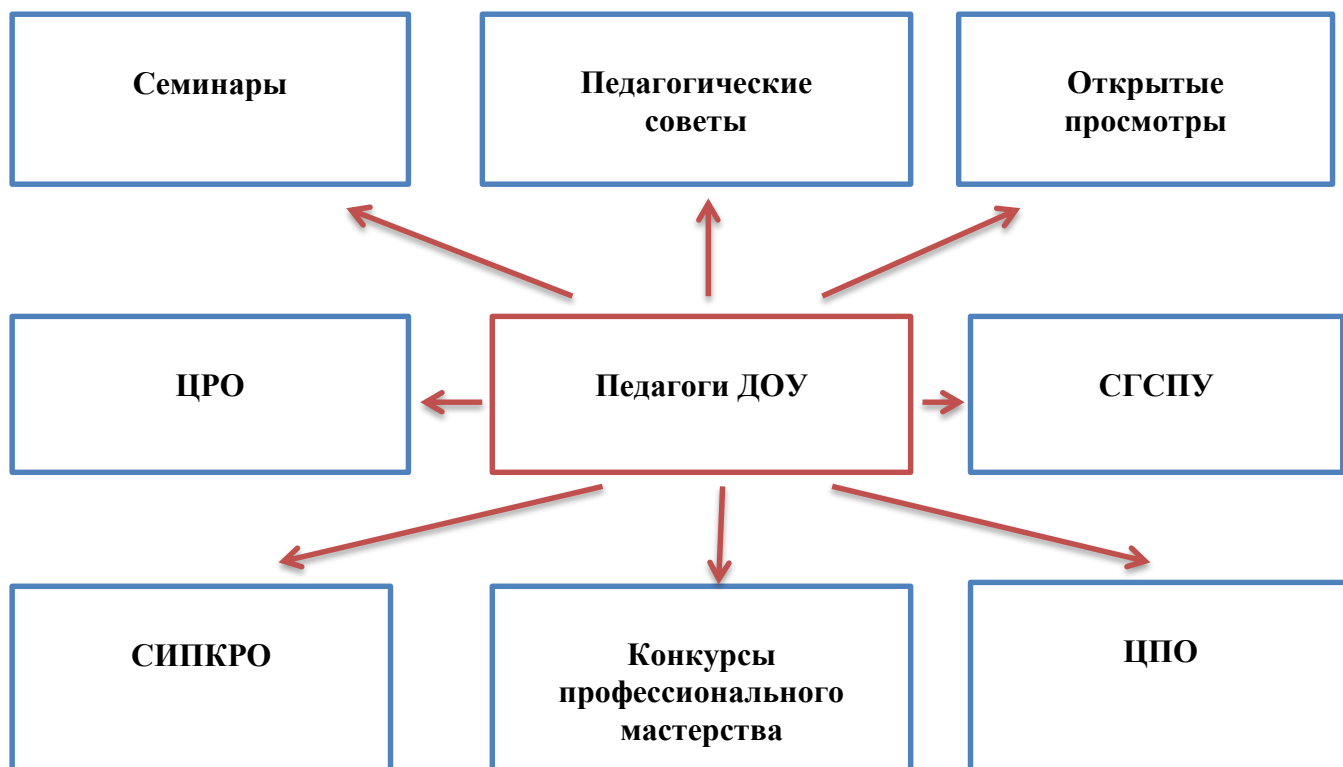 Семинары
Педагогические
советы
Открытые
просмотры
ЦРО
Педагоги ДОУ
СГСПУ
СИПКРО
Конкурсы
профессионального
мастерства
ЦПО